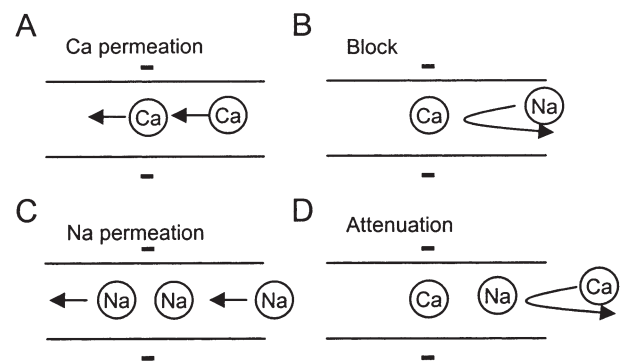 A
Ca permeation
Ca
Ca
B
Block
Ca
Na
C
Na permeation
Na
Na
Na
D
Attenuation
Ca
Na
Ca